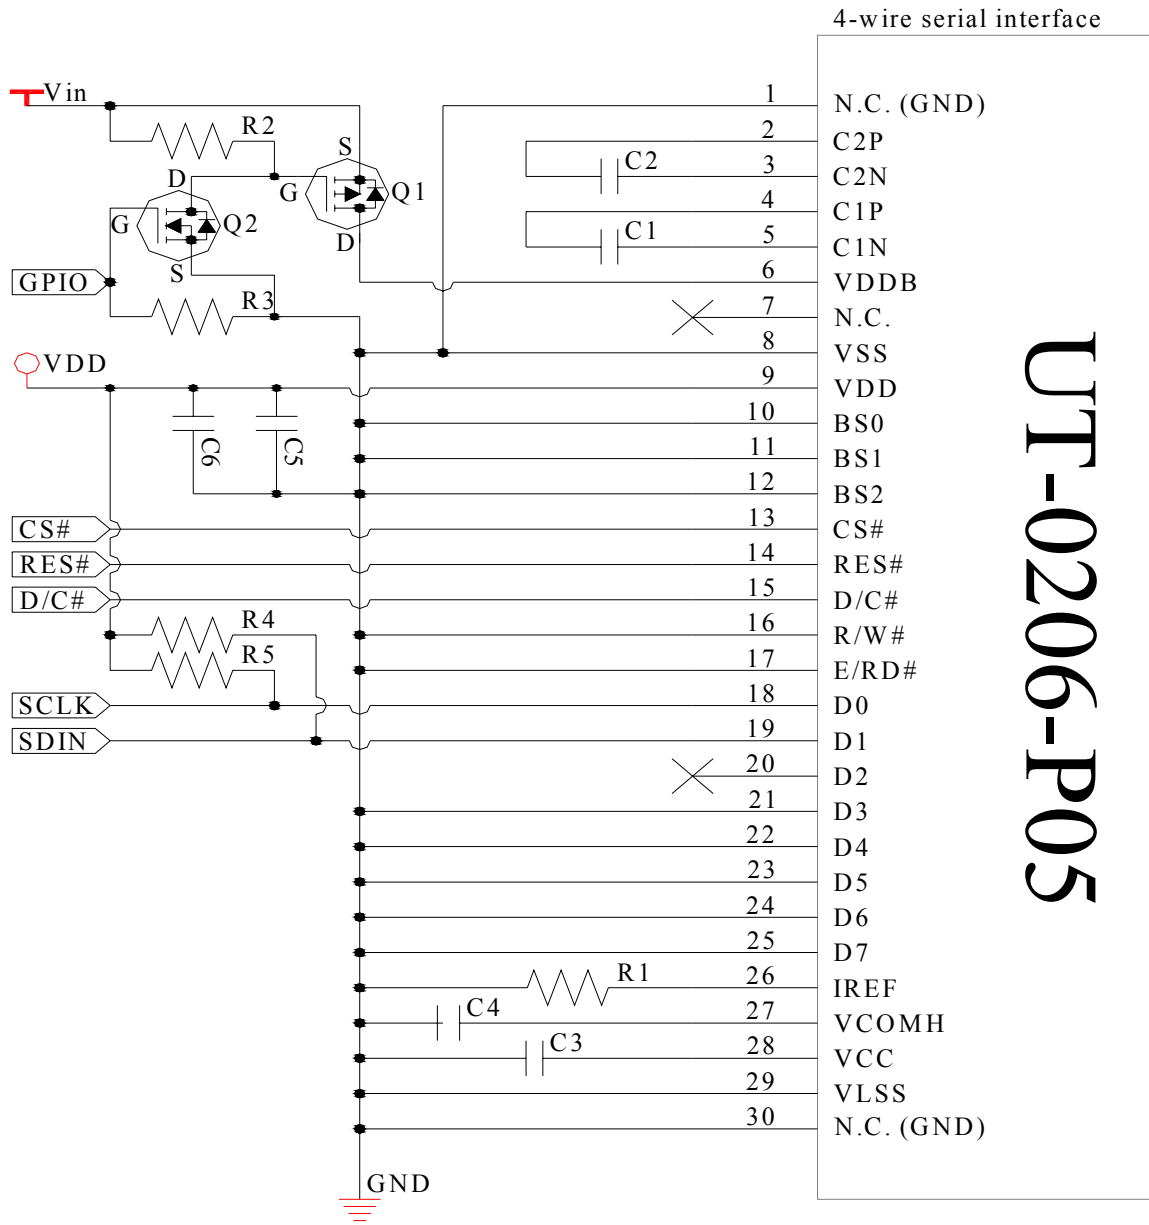 4-wire serial interface
Vin
R2
S
D
G
Q1
G
Q2
D
S
GPIO
R3
VDD
C6
C5
CS#
RES#
D/C#
R4
R5
SCLK
SDIN
C2
C1
R1
C4
C3
GND
1 N.C. (GND)
2 C2P
3 C2N
4 C1P
5 C1N
6 VDDB
7 N.C.
8 VSS
9 VDD
10 BS0
11 BS1
12 BS2
13 CS#
14 RES#
15 D/C#
16 R/W#
17 E/RD#
18 D0
19 D1
20 D2
21 D3
22 D4
23 D5
24 D6
25 D7
26 IREF
27 VCOMH
28 VCC
29 VLSS
30 N.C. (GND)
UT-0206-P05